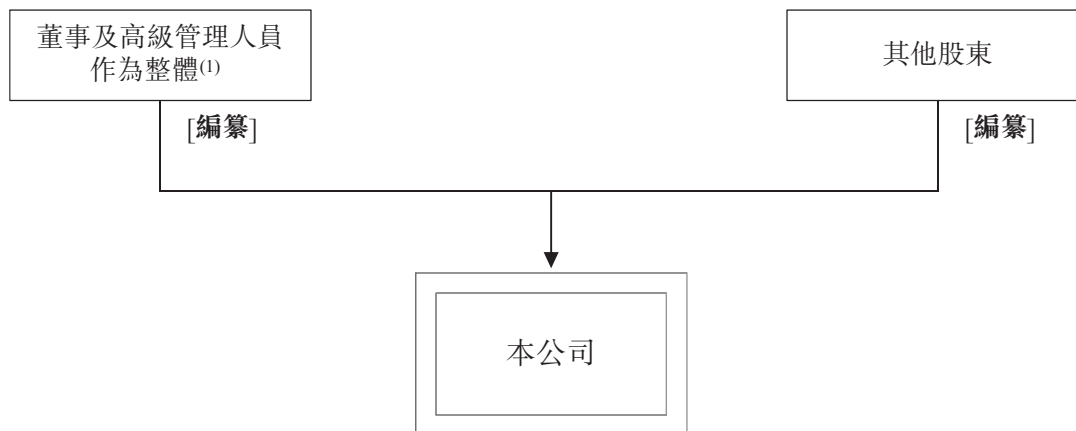 董事及高級管理人員
作為整體(1)
其他股東
[編纂]
[編纂]
本公司